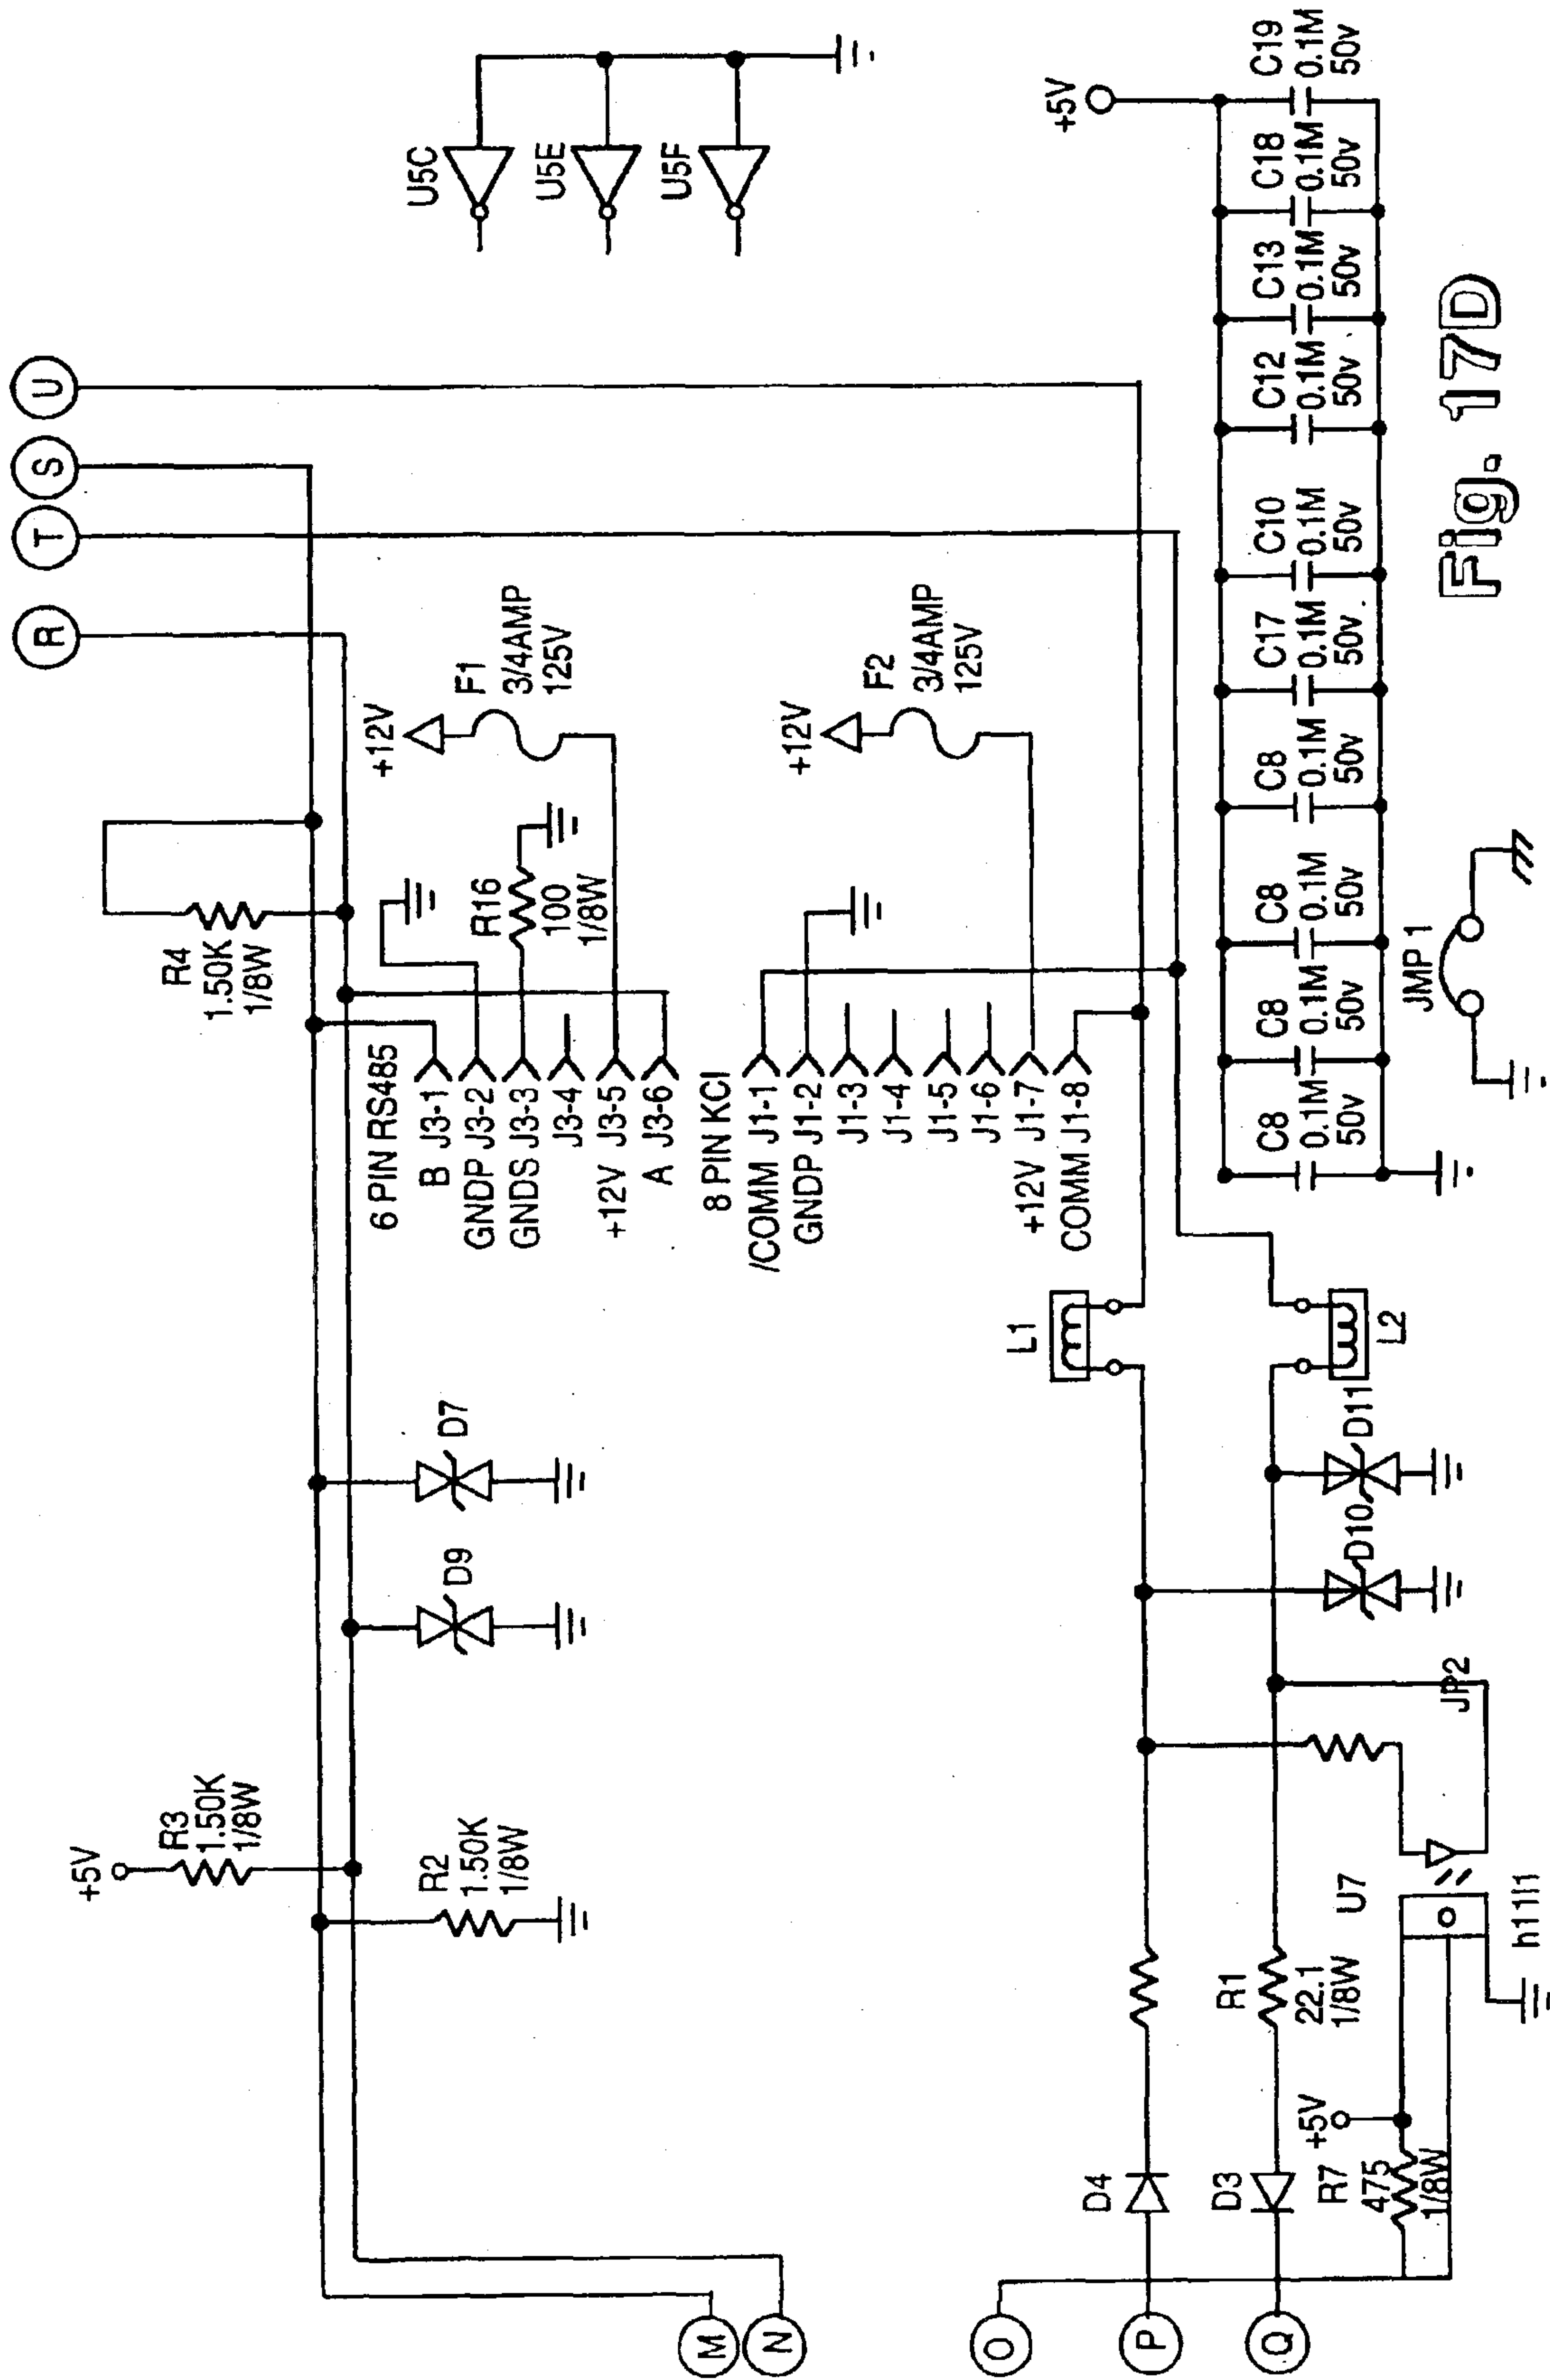 M
N
O
P
Q
R
T
S
U
+5V
R3
1.50K
1/8W
R2
1.50K
1/8W
D9
D7
R4
1.50K
1/8W
6 PIN RS485
B J3-1
GNDP J3-2
GNDS J3-3
J3-4
+12V J3-5
A J3-6
R16
100
1/8W
+12V
F1
3/4AMP
125V
8 PIN KCI
/COMM J1-1
GNDP J1-2
J1-3
J1-4
J1-5
J1-6
+12V J1-7
COMM J1-8
+12V
F2
3/4AMP
125V
U5C
U5E
U5F
D4
D3
R1
22.1
1/8W
+5V
R7
475
1/8W
U7
h11l1
JP2
D10
D11
L1
L2
+5V
C8
0.1M
50v
C8
0.1M
50v
C8
0.1M
50v
C8
0.1M
50v
C17
0.1M
50v.
C10
0.1M
50v
C12
0.1M
50v
C13
0.1M
50v
C18
0.1M
50v
C19
0.1M
50v
JMP 1
Fig. 17D